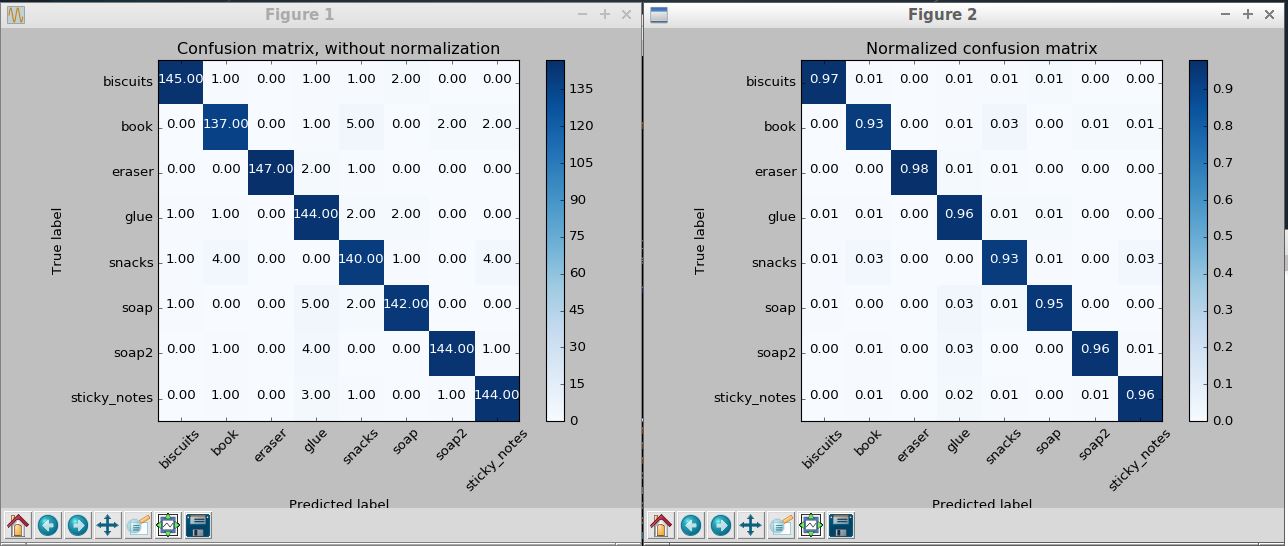 Figure 1
Confusion matrix, without normalization
biscuits 145.00 1.00 0.00 1.00 1.00 2.00 0.00 0.00
book 0.00 137.00 0.00 1.00 5.00 0.00 2.00 2.00
eraser 0.00 0.00 147.00 2.00 1.00 0.00 0.00 0.00
glue 1.00 1.00 0.00 144.00 2.00 2.00 0.00 0.00
snacks 1.00 4.00 0.00 0.00 140.00 1.00 0.00 4.00
soap 1.00 0.00 0.00 5.00 2.00 142.00 0.00 0.00
soap2 0.00 1.00 0.00 4.00 0.00 0.00 144.00 1.00
sticky_notes 0.00 1.00 0.00 3.00 1.00 0.00 1.00 144.00
biscuits book eraser glue snacks soap soap2 sticky_notes
True label
Predicted label
135
120
105
90
75
60
45
30
15
0
Figure 2
Normalized confusion matrix
biscuits 0.97 0.01 0.00 0.01 0.01 0.01 0.00 0.00
book 0.00 0.93 0.00 0.01 0.03 0.00 0.01 0.01
eraser 0.00 0.00 0.98 0.01 0.01 0.00 0.00 0.00
glue 0.01 0.01 0.00 0.96 0.01 0.01 0.00 0.00
snacks 0.01 0.03 0.00 0.00 0.93 0.01 0.00 0.03
soap 0.01 0.00 0.00 0.03 0.01 0.95 0.00 0.00
soap2 0.00 0.01 0.00 0.03 0.00 0.00 0.96 0.01
sticky_notes 0.00 0.01 0.00 0.02 0.01 0.00 0.01 0.96
biscuits book eraser glue snacks soap soap2 sticky_notes
True label
Predicted label
0.9
0.8
0.7
0.6
0.5
0.4
0.3
0.2
0.1
0.0